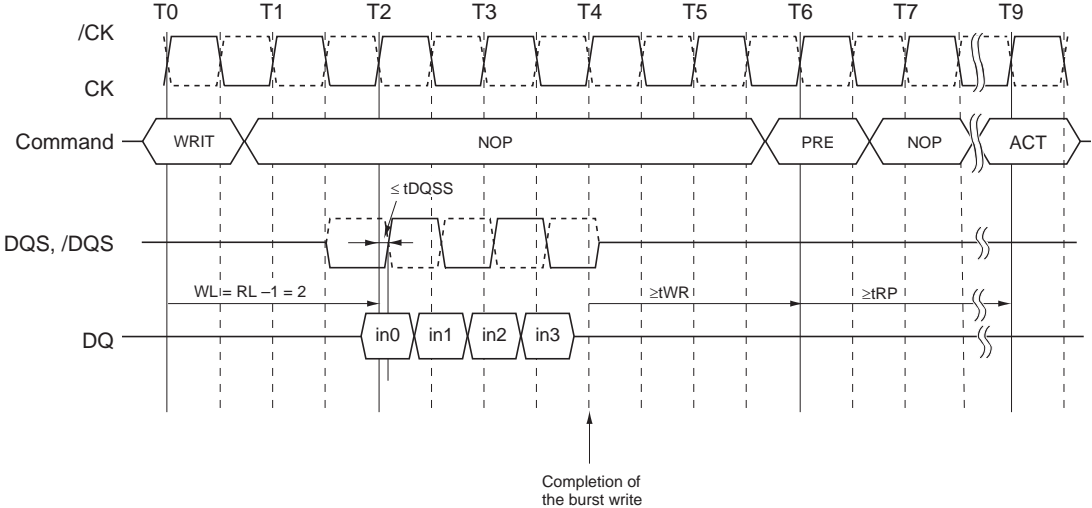 T0 T1 T2 T3 T4 T5 T6 T7 T9
/CK
CK
Command WRIT NOP PRE NOP ACT
≤ tDQSS
DQS, /DQS
WL = RL –1 = 2 ≥tWR ≥tRP
DQ in0 in1 in2 in3
Completion of
the burst write